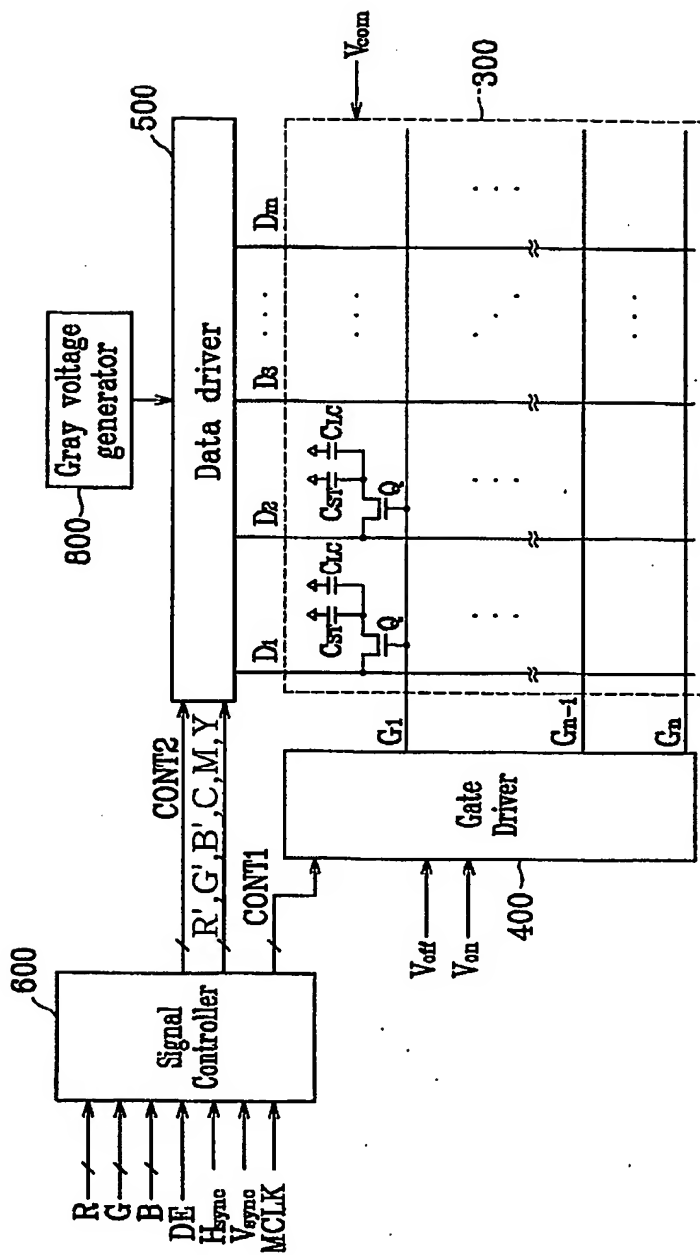 800
Gray voltage
generator
500
Data driver
600
Signal
Controller
R
G
B
DE
Hsync
Vsync
MCLK
CONT2
R',G',B',C,M,Y
CONT1
Voff
Von
400
Gate
Driver
G1
Gn-1
Gn
D1
D2
D3
Dm
CST
CLC
Q
CST
CLC
Q
Vcom
300